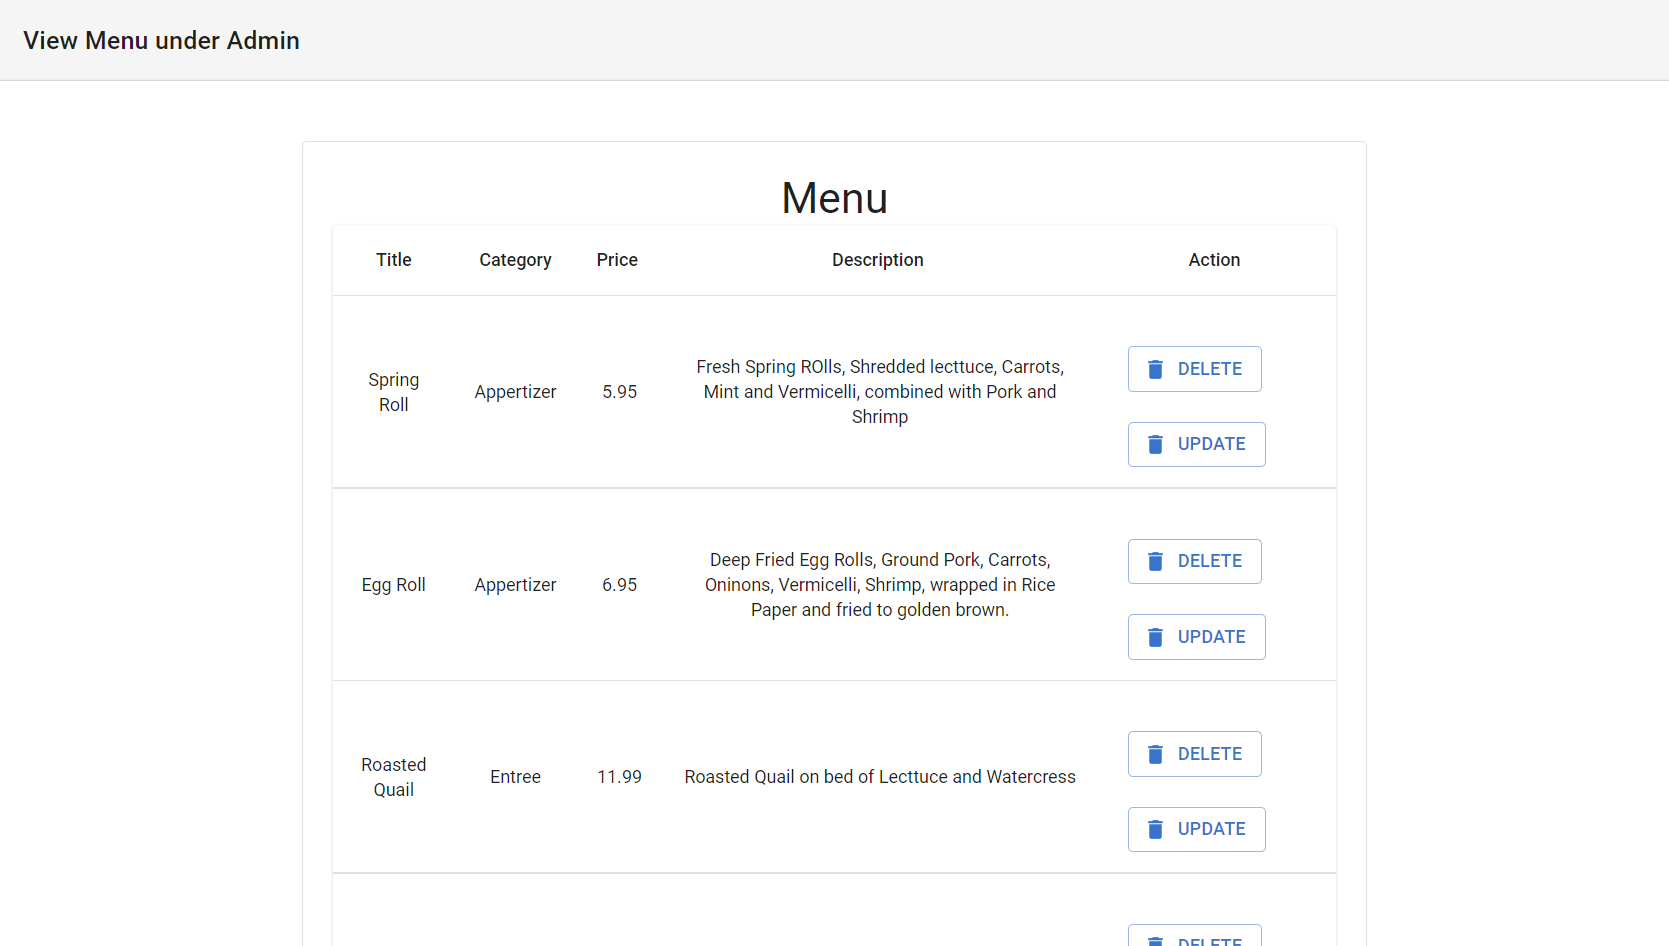 View Menu under Admin
Menu
Title Category Price Description Action
Spring
Roll
Appertizer
5.95
Fresh Spring ROlls, Shredded lecttuce, Carrots,
Mint and Vermicelli, combined with Pork and
Shrimp
DELETE
UPDATE
Egg Roll
Appertizer
6.95
Deep Fried Egg Rolls, Ground Pork, Carrots,
Oninons, Vermicelli, Shrimp, wrapped in Rice
Paper and fried to golden brown.
DELETE
UPDATE
Roasted
Quail
Entree
11.99
Roasted Quail on bed of Lecttuce and Watercress
DELETE
UPDATE
DELETE